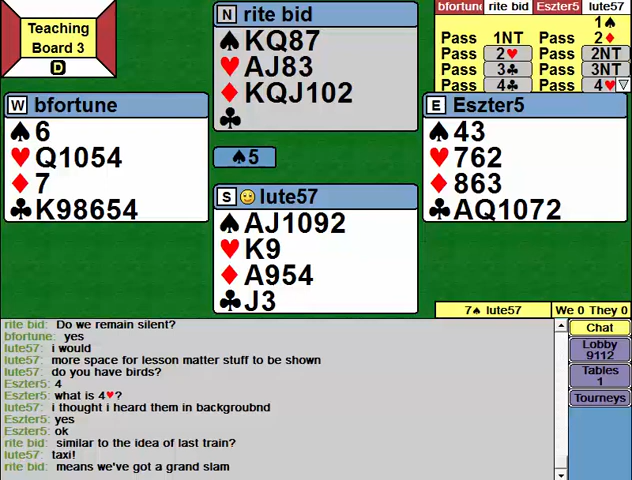 Teaching
Board 3
D
N rite bid
♠KQ87
♥AJ83
♦KQJ102
♣
bfortune rite bid Eszter5 lute57
1♠
Pass 1NT Pass 2♦
Pass 2♥ Pass 2NT
Pass 3♣ Pass 3NT
Pass 4♣ Pass 4♥
W bfortune
♠6
♥Q1054
♦7
♣K98654
♠5
E Eszter5
♠43
♥762
♦863
♣AQ1072
S lute57
♠AJ1092
♥K9
♦A954
♣J3
7♠ lute57 We 0 They 0
rite bid: Do we remain silent?
bfortune: yes
lute57: i would
lute57: more space for lesson matter stuff to be shown
lute57: do you have birds?
Eszter5: 4
Eszter5: what is 4♥?
lute57: i thought i heard them in backgroubnd
Eszter5: yes
Eszter5: ok
rite bid: similar to the idea of last train?
lute57: taxi!
rite bid: means we've got a grand slam
Chat
Lobby
9112
Tables
1
Tourneys